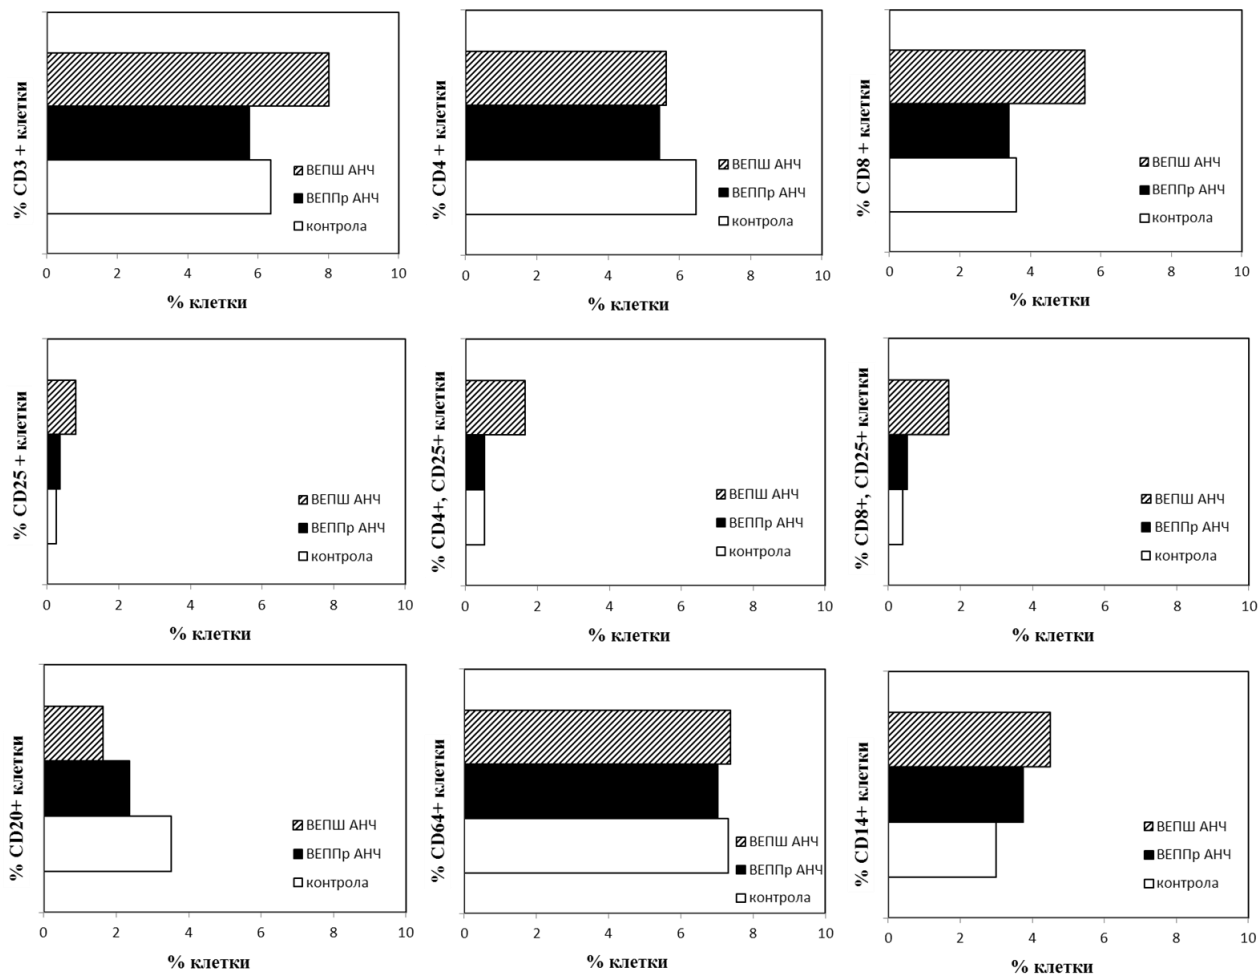 % CD3 + клетки
ВЕПШ АНЧ
ВЕППр АНЧ
контрола
0 2 4 6 8 10
% клетки
% CD4 + клетки
ВЕПШ АНЧ
ВЕППр АНЧ
контрола
0 2 4 6 8 10
% клетки
% CD8 + клетки
ВЕПШ АНЧ
ВЕППр АНЧ
контрола
0 2 4 6 8 10
% клетки
% CD25 + клетки
ВЕПШ АНЧ
ВЕППр АНЧ
контрола
0 2 4 6 8 10
% клетки
% CD4+, CD25+ клетки
ВЕПШ АНЧ
ВЕППр АНЧ
контрола
0 2 4 6 8 10
% клетки
% CD8+, CD25+ клетки
ВЕПШ АНЧ
ВЕППр АНЧ
контрола
0 2 4 6 8 10
% клетки
% CD20+ клетки
ВЕПШ АНЧ
ВЕППр АНЧ
контрола
0 2 4 6 8 10
% клетки
% CD64+ клетки
ВЕПШ АНЧ
ВЕППр АНЧ
контрола
0 2 4 6 8 10
% клетки
% CD14+ клетки
ВЕПШ АНЧ
ВЕППр АНЧ
контрола
0 2 4 6 8 10
% клетки